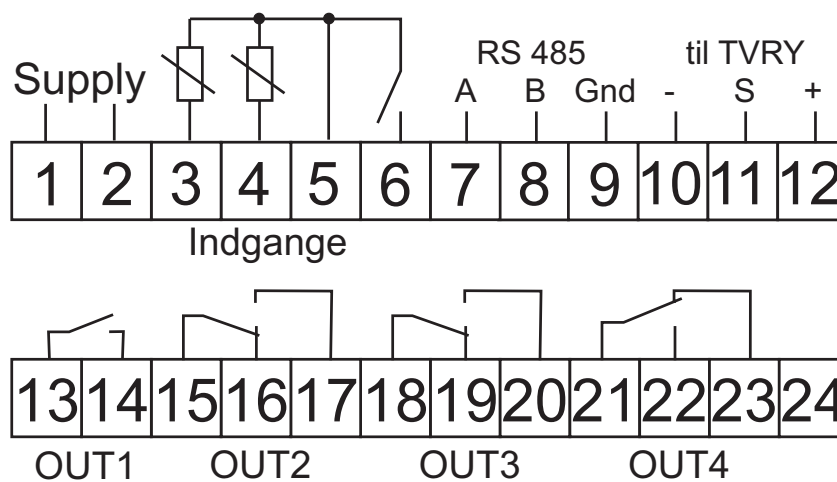 RS 485 til TVRY
Supply A B Gnd - S +
1 2 3 4 5 6 7 8 9 10 11 12
Indgange
13 14 15 16 17 18 19 20 21 22 23 24
OUT1 OUT2 OUT3 OUT4